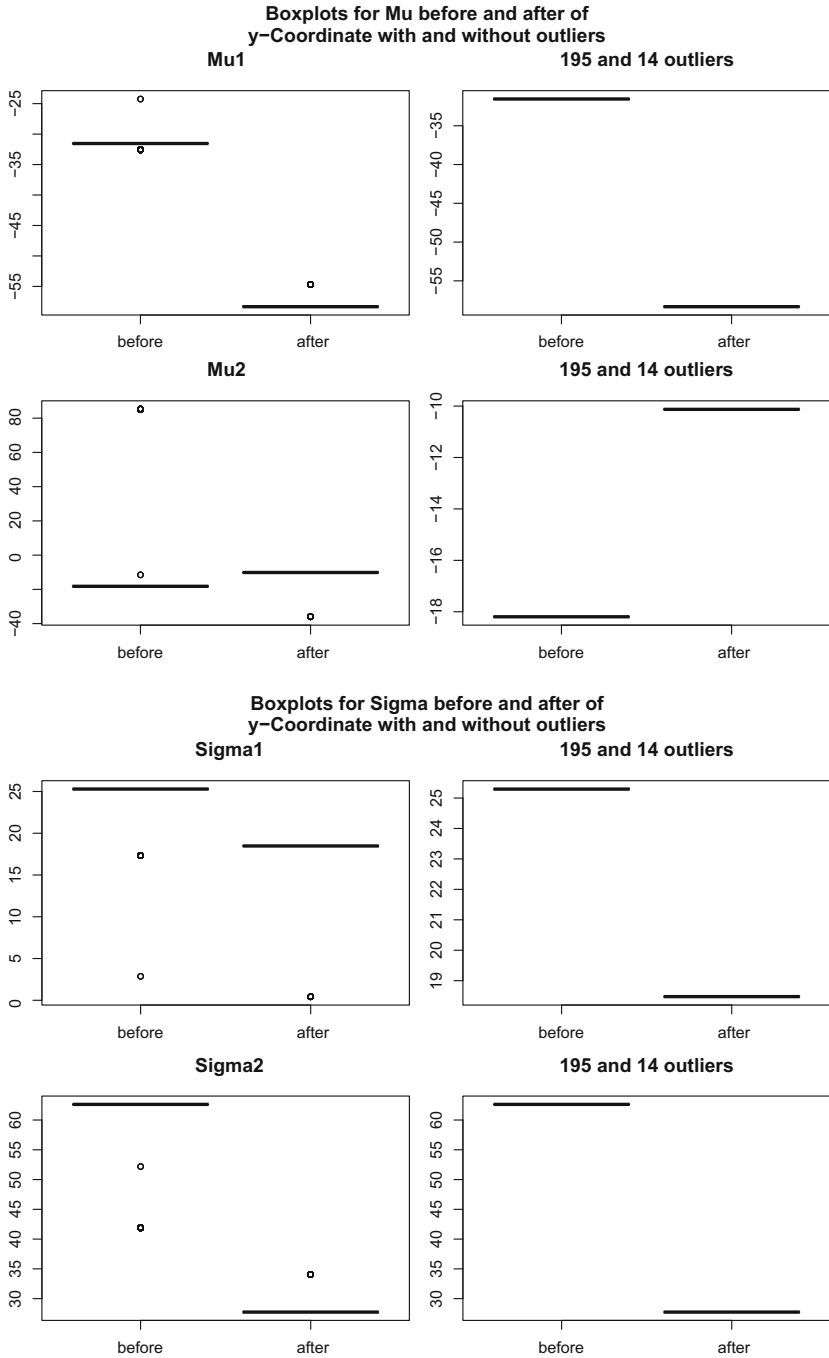 Boxplots for Mu before and after of
y−Coordinate with and without outliers
Mu1
195 and 14 outliers
−25
−35
−45
−55
before
after
−35
−40
−45
−50
−55
before
after
Mu2
195 and 14 outliers
80
60
40
20
0
−40
before
after
−10
−12
−14
−16
−18
before
after
Boxplots for Sigma before and after of
y−Coordinate with and without outliers
Sigma1
195 and 14 outliers
25
20
15
10
5
0
before
after
25
24
23
22
21
20
19
before
after
Sigma2
195 and 14 outliers
60
55
50
45
40
35
30
before
after
60
55
50
45
40
35
30
before
after